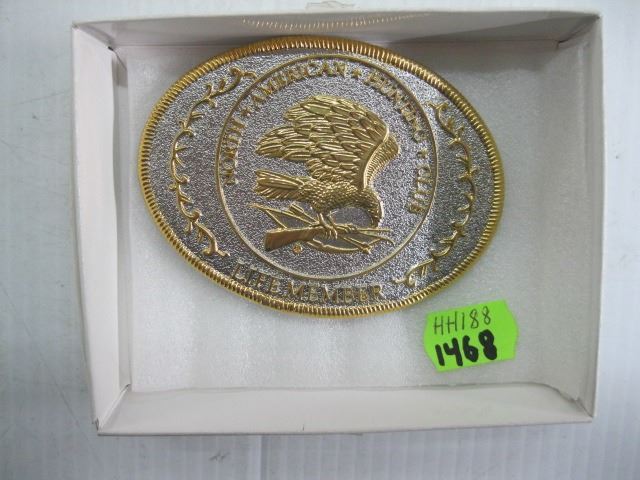 NORTH ★ AMERICAN ★ HUNTING ★ CLUB
LIFE MEMBER
HH188
1468